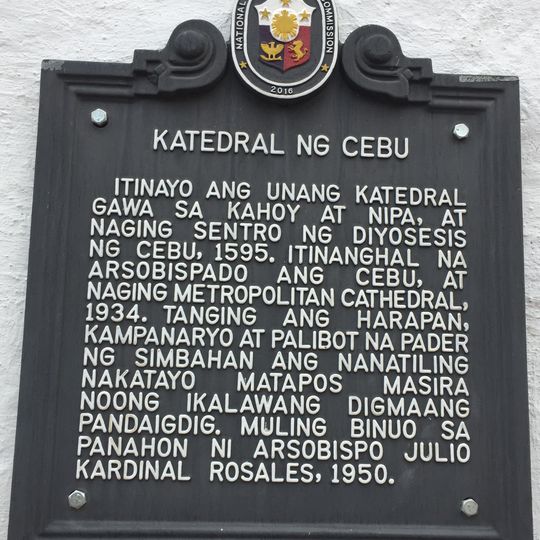 NATIONAL
COMMISSION
2016
KATEDRAL NG CEBU
ITINAYO ANG UNANG KATEDRAL
GAWA SA KAHOY AT NIPA, AT
NAGING SENTRO NG DIYOSESIS
NG CEBU, 1595. ITINANGHAL NA
ARSOBISPADO ANG CEBU, AT
NAGING METROPOLITAN CATHEDRAL,
1934. TANGING ANG HARAPAN,
KAMPANARYO AT PALIBOT NA PADER
NG SIMBAHAN ANG NANATILING
NAKATAYO MATAPOS MASIRA
NOONG IKALAWANG DIGMAANG
PANDAIGDIG. MULING BINUO SA
PANAHON NI ARSOBISPO JULIO
KARDINAL ROSALES, 1950.